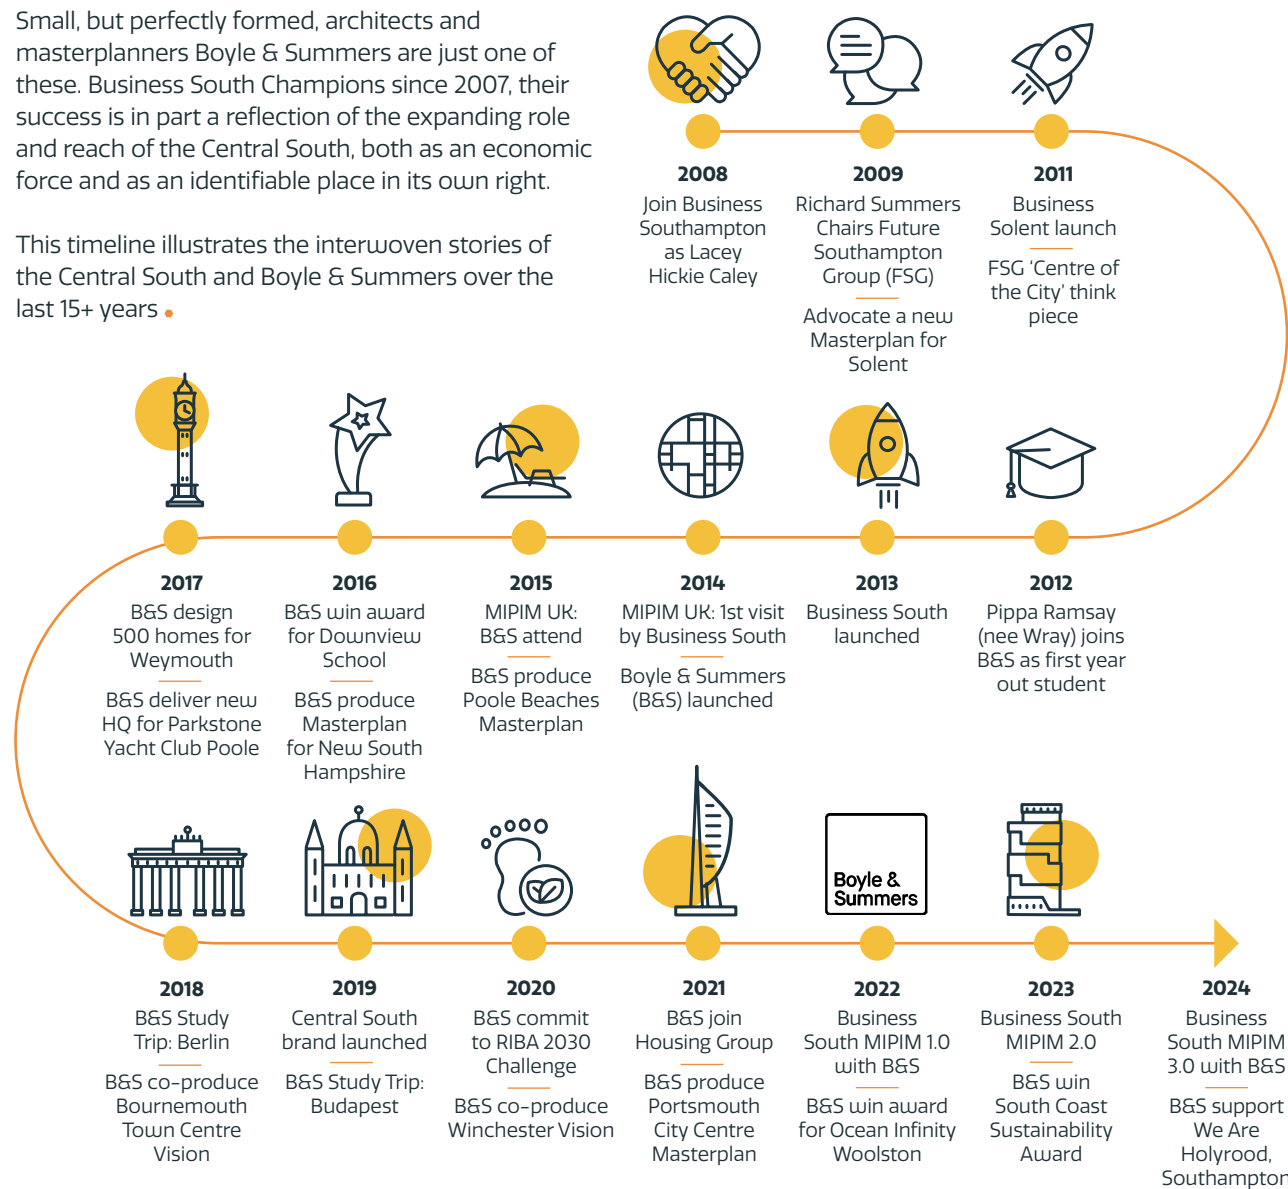 Small, but perfectly formed, architects and
masterplanners Boyle & Summers are just one of
these. Business South Champions since 2007, their
success is in part a reflection of the expanding role
and reach of the Central South, both as an economic
force and as an identifiable place in its own right.
This timeline illustrates the interwoven stories of
the Central South and Boyle & Summers over the
last 15+ years
2008
Join Business
Southampton
as Lacey
Hickie Caley
2009
Richard Summers
Chairs Future
Southampton
Group (FSG)
Advocate a new
Masterplan for
Solent
2011
Business
Solent launch
FSG ‘Centre of
the City’ think
piece
2012
Pippa Ramsay
(nee Wray) joins
B&S as first year
out student
2013
Business South
launched
2014
MIPIM UK: 1st visit
by Business South
Boyle & Summers
(B&S) launched
2015
MIPIM UK:
B&S attend
B&S produce
Poole Beaches
Masterplan
2016
B&S win award
for Downview
School
B&S produce
Masterplan
for New South
Hampshire
2017
B&S design
500 homes for
Weymouth
B&S deliver new
HQ for Parkstone
Yacht Club Poole
2018
B&S Study
Trip: Berlin
B&S co-produce
Bournemouth
Town Centre
Vision
2019
Central South
brand launched
B&S Study Trip:
Budapest
2020
B&S commit
to RIBA 2030
Challenge
B&S co-produce
Winchester Vision
2021
B&S join
Housing Group
B&S produce
Portsmouth
City Centre
Masterplan
Boyle &
Summers
2022
Business
South MIPIM 1.0
with B&S
B&S win award
for Ocean Infinity
Woolston
2023
Business South
MIPIM 2.0
B&S win
South Coast
Sustainability
Award
2024
Business
South MIPIM
3.0 with B&S
B&S support
We Are
Holyrood,
Southampton